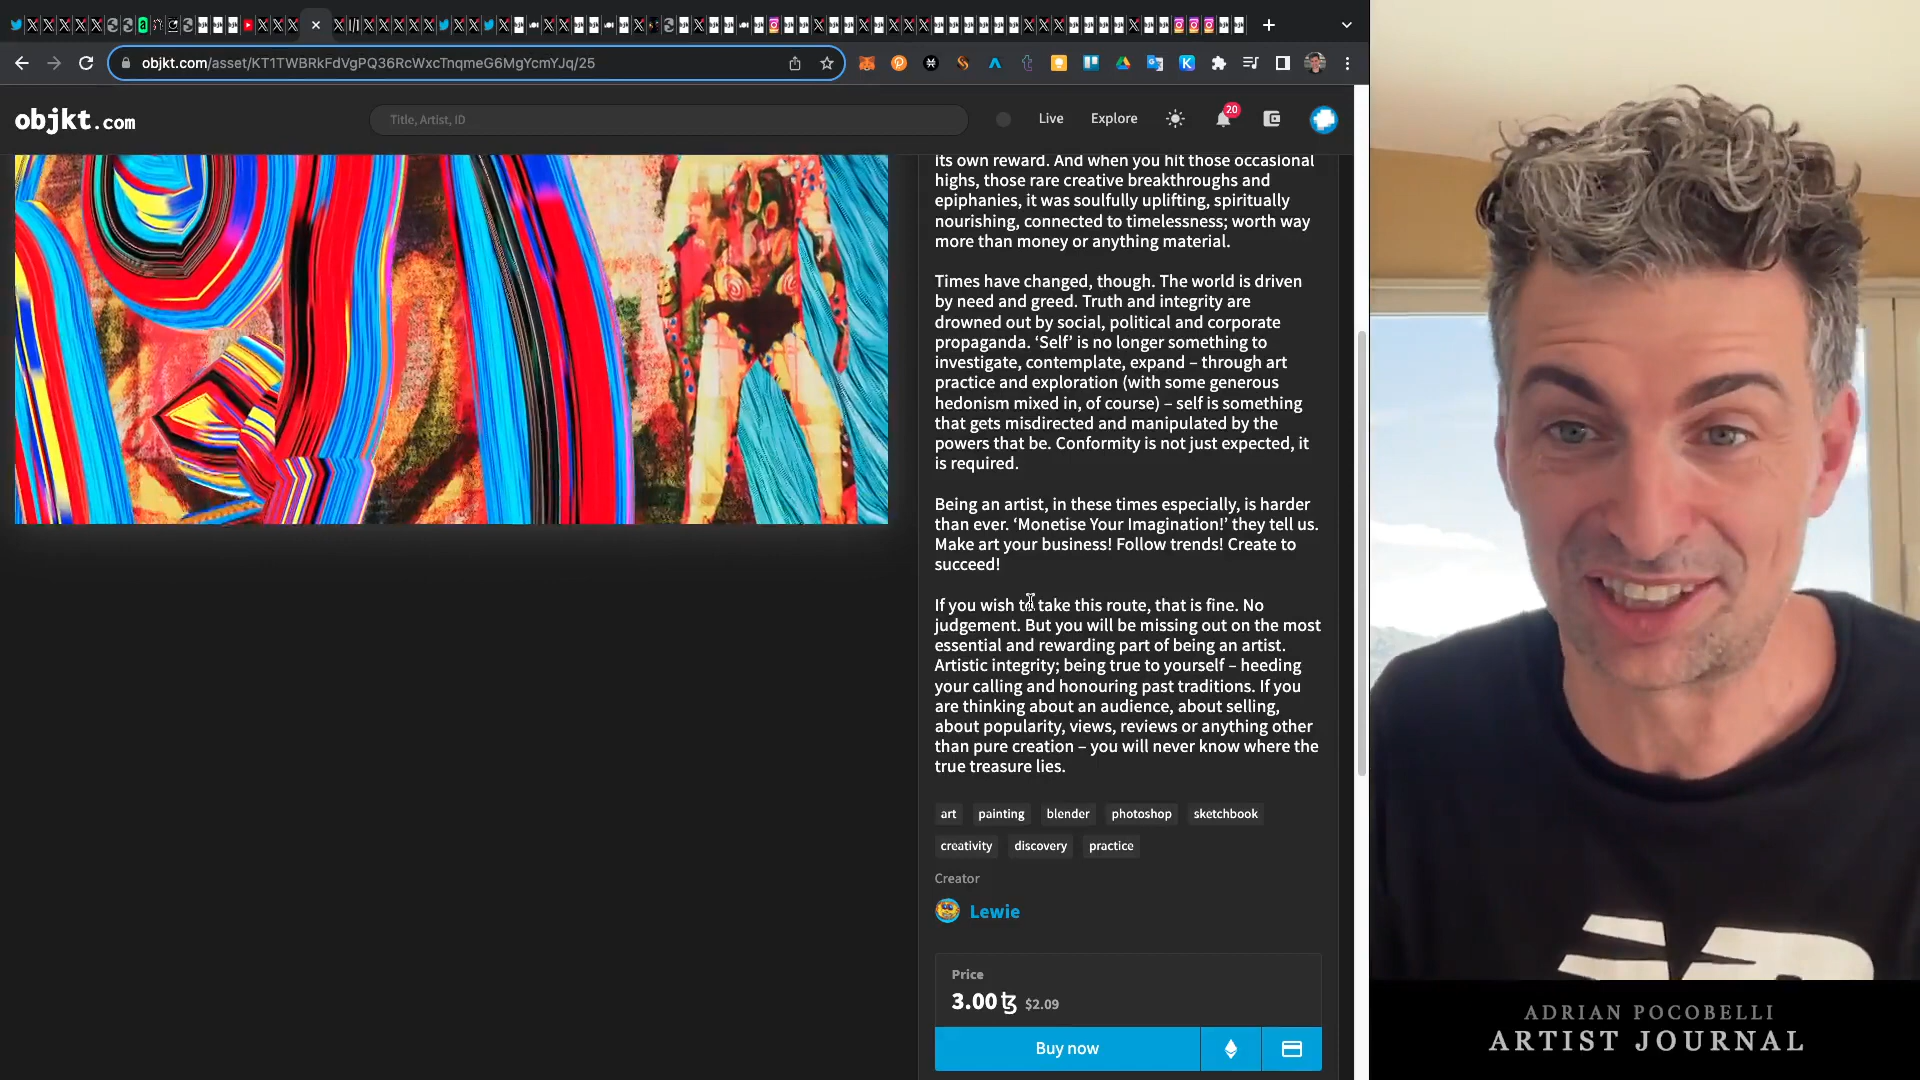 objkt.com/asset/KT1TWBRkFdVgPQ36RcWxcTnqmeG6MgYcmYJq/25
objkt.com
Title, Artist, ID
Live
Explore
20
its own reward. And when you hit those occasional
highs, those rare creative breakthroughs and
epiphanies, it was soulfully uplifting, spiritually
nourishing, connected to timelessness; worth way
more than money or anything material.
Times have changed, though. The world is driven
by need and greed. Truth and integrity are
drowned out by social, political and corporate
propaganda. ‘Self’ is no longer something to
investigate, contemplate, expand – through art
practice and exploration (with some generous
hedonism mixed in, of course) – self is something
that gets misdirected and manipulated by the
powers that be. Conformity is not just expected, it
is required.
Being an artist, in these times especially, is harder
than ever. ‘Monetise Your Imagination!’ they tell us.
Make art your business! Follow trends! Create to
succeed!
If you wish to take this route, that is fine. No
judgement. But you will be missing out on the most
essential and rewarding part of being an artist.
Artistic integrity; being true to yourself – heeding
your calling and honouring past traditions. If you
are thinking about an audience, about selling,
about popularity, views, reviews or anything other
than pure creation – you will never know where the
true treasure lies.
art painting blender photoshop sketchbook
creativity discovery practice
Creator
Lewie
Price
3.00 ꜩ $2.09
Buy now
ADRIAN POCOBELLI
ARTIST JOURNAL